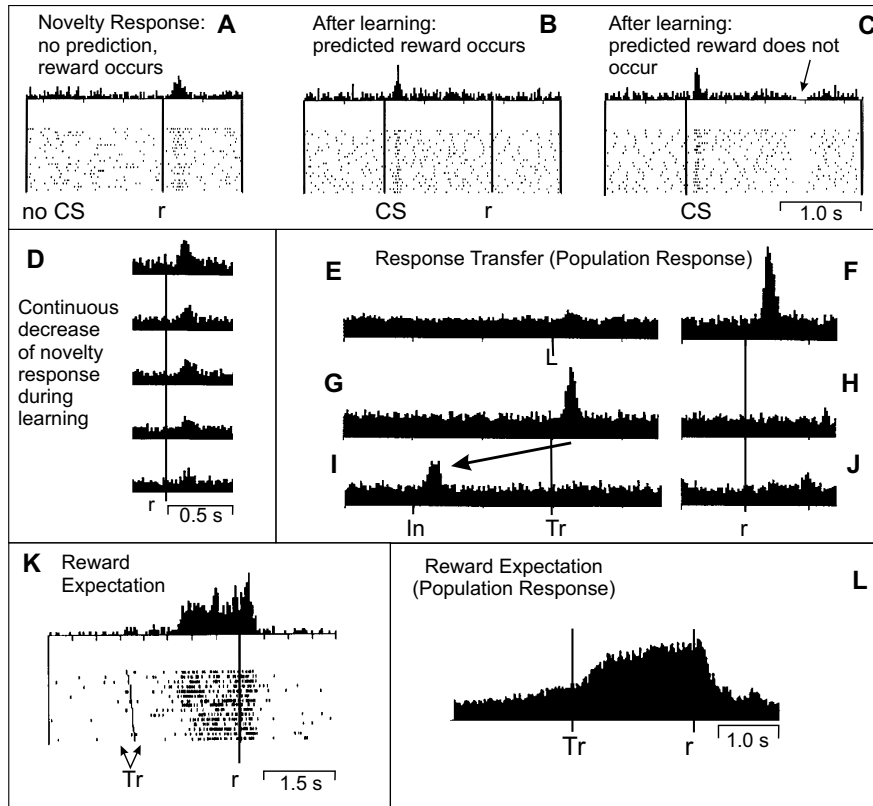 Novelty Response:
no prediction,
reward occurs
A
no CS
r
After learning:
predicted reward occurs
B
CS
r
After learning:
predicted reward does not
occur
C
CS
1.0 s
D
Continuous
decrease
of novelty
response
during
learning
r
0.5 s
Response Transfer (Population Response)
E
F
L
G
H
I
J
In
Tr
r
K
Reward
Expectation
Tr
r
1.5 s
Reward Expectation
(Population Response)
L
Tr
r
1.0 s